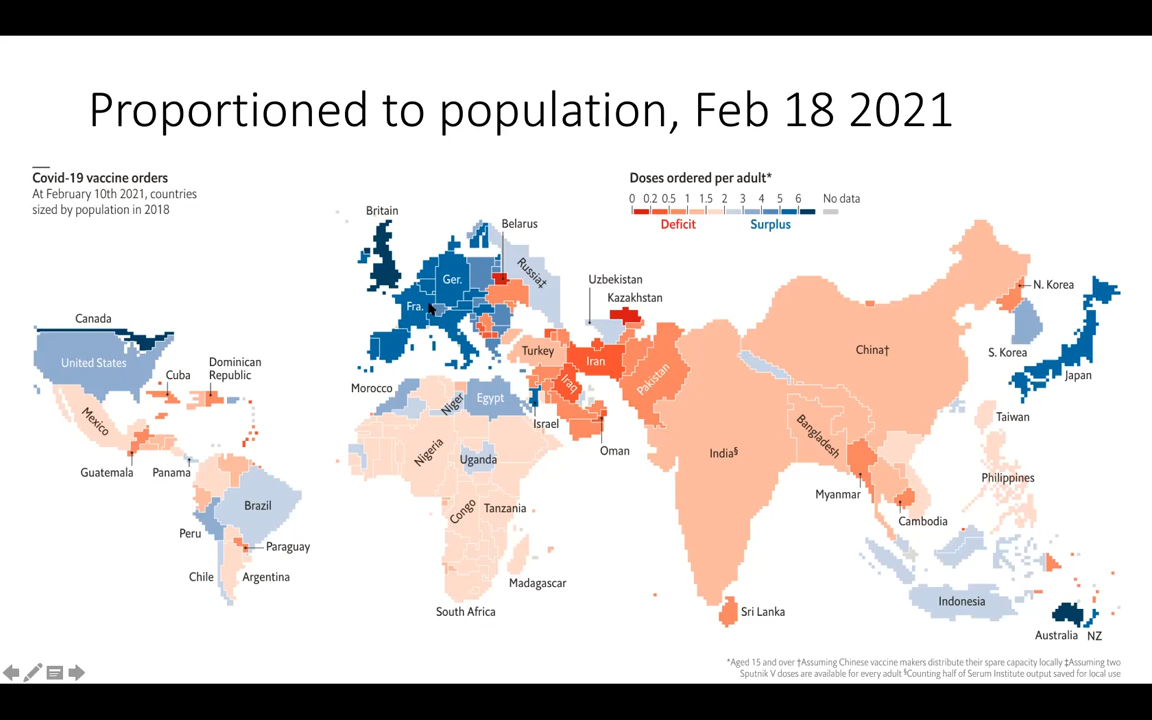 Proportioned to population, Feb 18 2021
Covid-19 vaccine orders
At February 10th 2021, countries
sized by population in 2018
Doses ordered per adult*
0 0.2 0.5 1 1.5 2 3 4 5 6 No data
Deficit Surplus
Britain
Belarus
Russia‡
Ger.
Fra.
Uzbekistan
Kazakhstan
N. Korea
Canada
United States
Cuba
Dominican
Republic
Turkey
Iran
Iraq
Pakistan
China†
S. Korea
Japan
Mexico
Morocco
Niger
Egypt
Israel
Oman
Taiwan
Guatemala
Panama
Nigeria
Uganda
India§
Bangladesh
Myanmar
Philippines
Brazil
Peru
Congo
Tanzania
Cambodia
Paraguay
Chile
Argentina
Madagascar
South Africa
Sri Lanka
Indonesia
Australia
NZ
*Aged 15 and over †Assuming Chinese vaccine makers distribute their spare capacity locally ‡Assuming two
Sputnik V doses are available for every adult §Counting half of Serum Institute output saved for local use